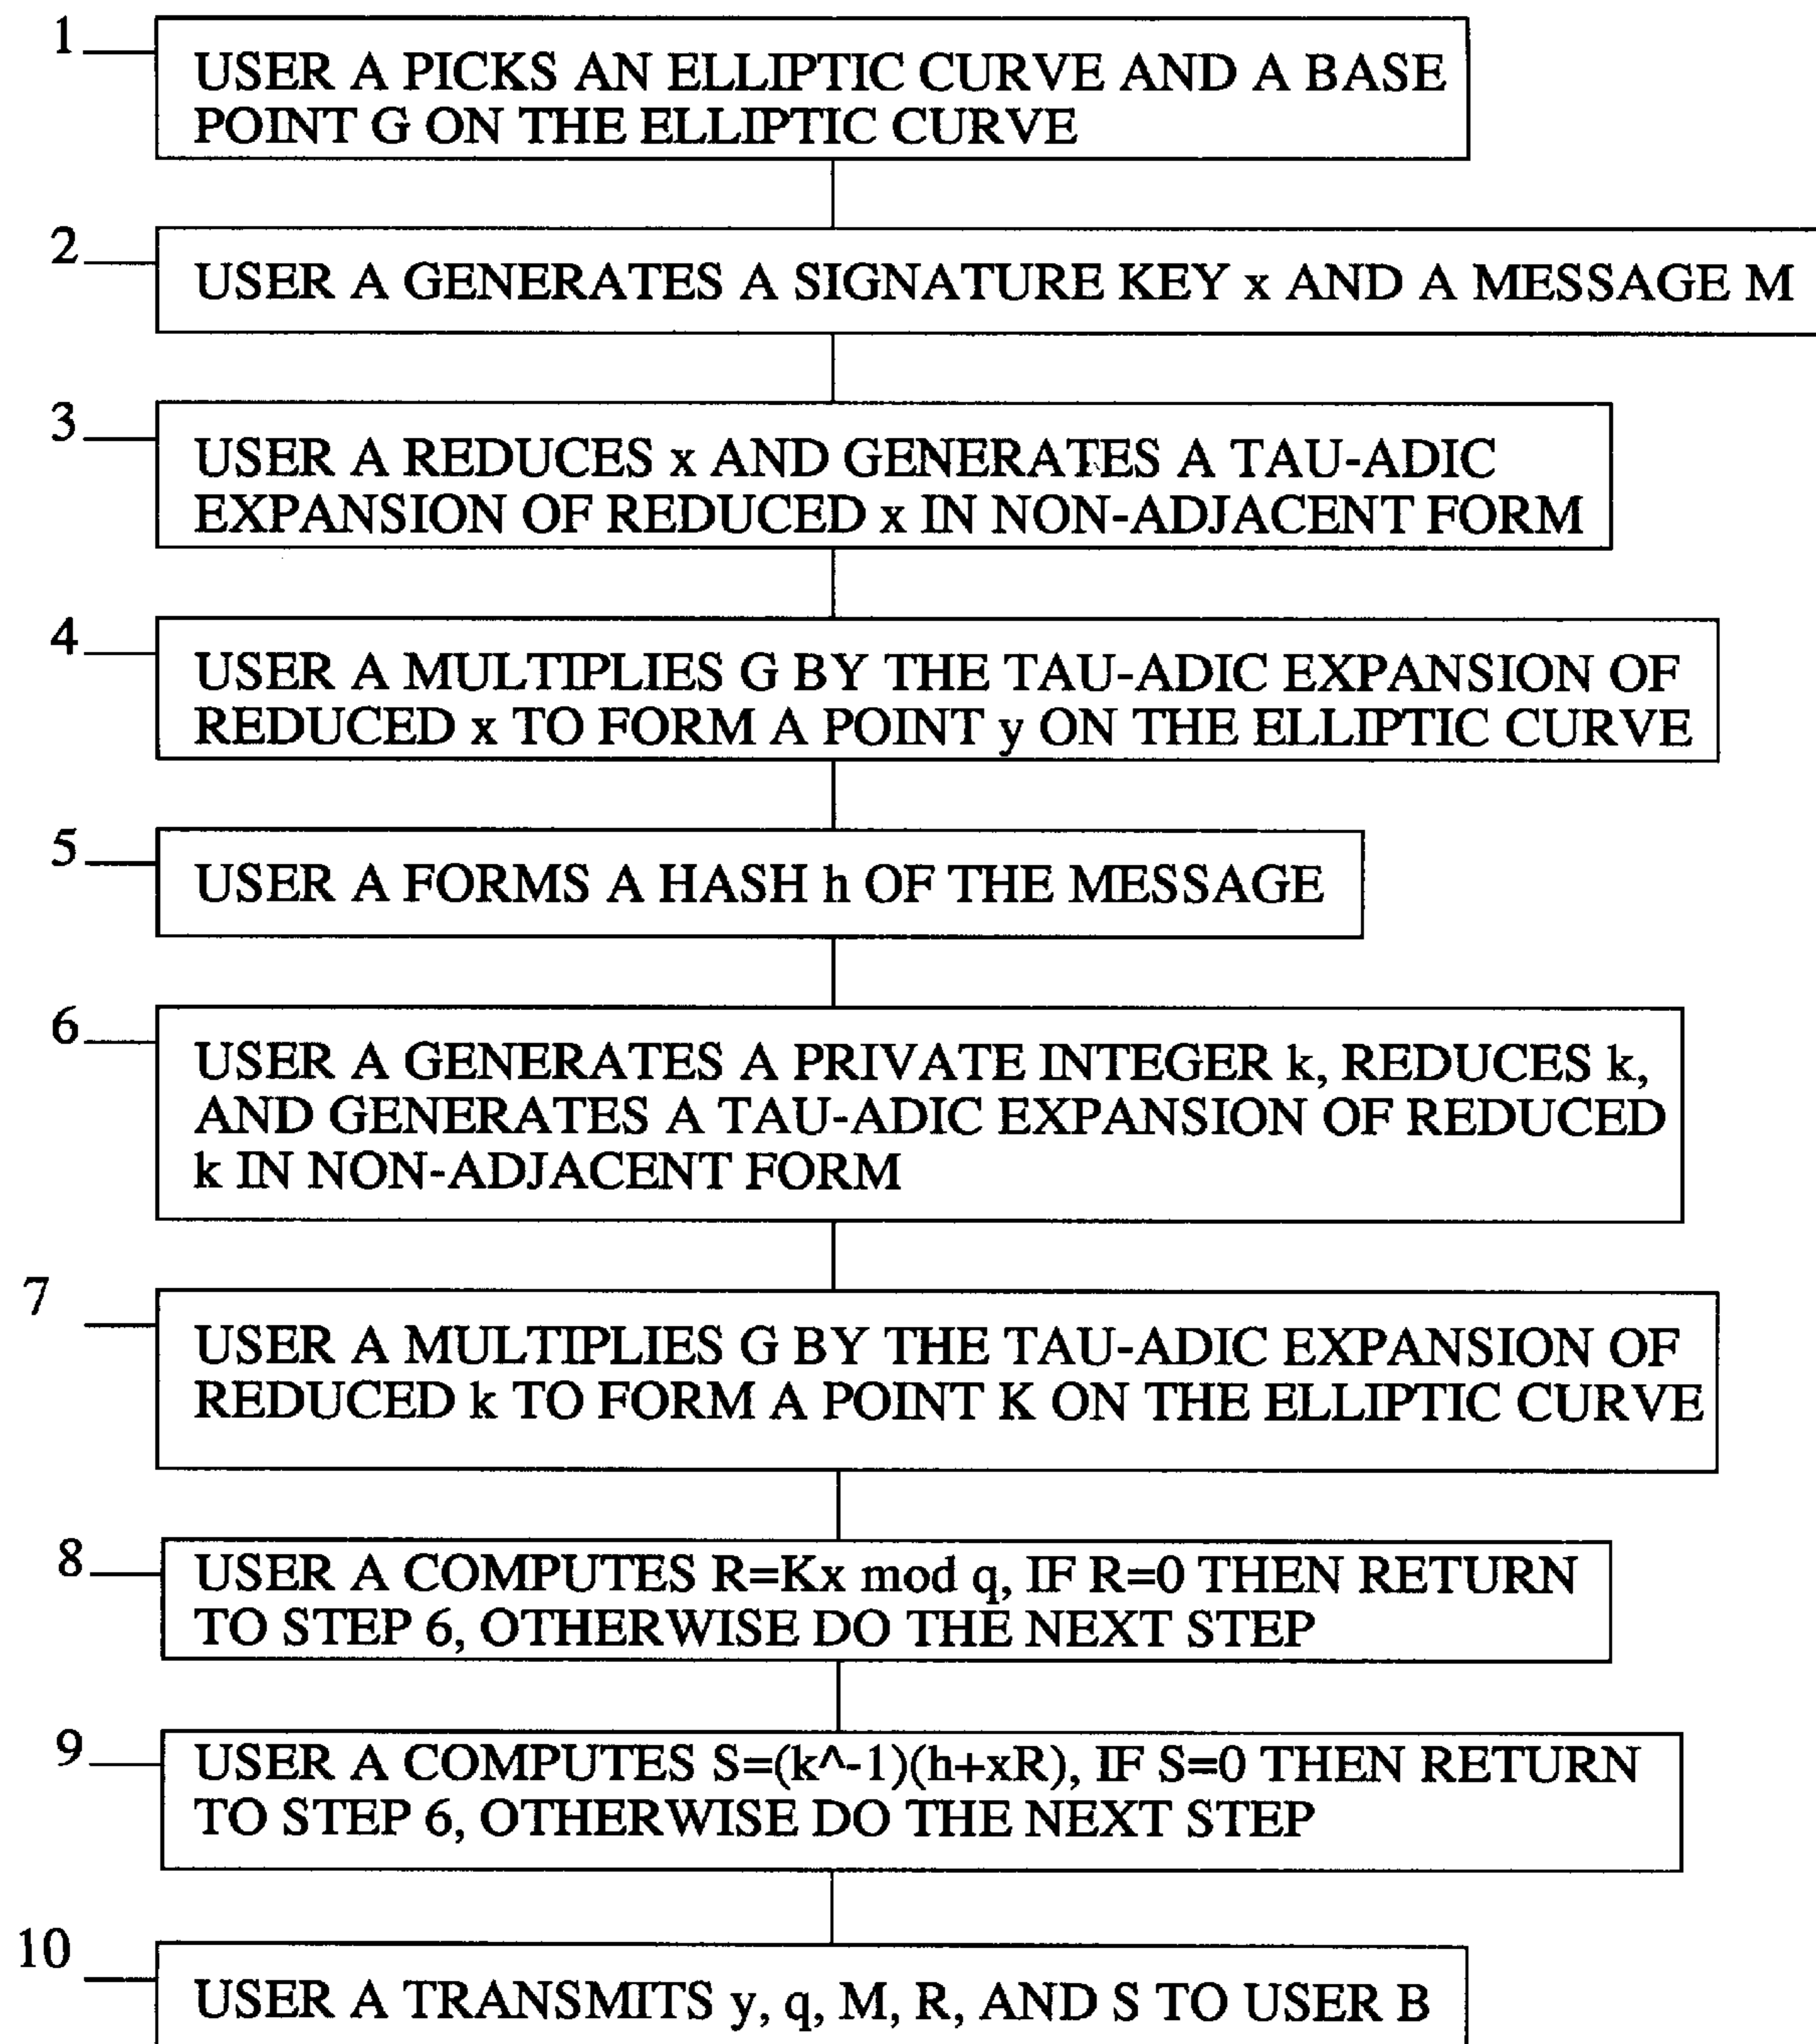 1
USER A PICKS AN ELLIPTIC CURVE AND A BASE
POINT G ON THE ELLIPTIC CURVE
2
USER A GENERATES A SIGNATURE KEY x AND A MESSAGE M
3
USER A REDUCES x AND GENERATES A TAU-ADIC
EXPANSION OF REDUCED x IN NON-ADJACENT FORM
4
USER A MULTIPLIES G BY THE TAU-ADIC EXPANSION OF
REDUCED x TO FORM A POINT y ON THE ELLIPTIC CURVE
5
USER A FORMS A HASH h OF THE MESSAGE
6
USER A GENERATES A PRIVATE INTEGER k, REDUCES k,
AND GENERATES A TAU-ADIC EXPANSION OF REDUCED
k IN NON-ADJACENT FORM
7
USER A MULTIPLIES G BY THE TAU-ADIC EXPANSION OF
REDUCED k TO FORM A POINT K ON THE ELLIPTIC CURVE
8
USER A COMPUTES R=Kx mod q, IF R=0 THEN RETURN
TO STEP 6, OTHERWISE DO THE NEXT STEP
9
USER A COMPUTES S=(k^-1)(h+xR), IF S=0 THEN RETURN
TO STEP 6, OTHERWISE DO THE NEXT STEP
10
USER A TRANSMITS y, q, M, R, AND S TO USER B